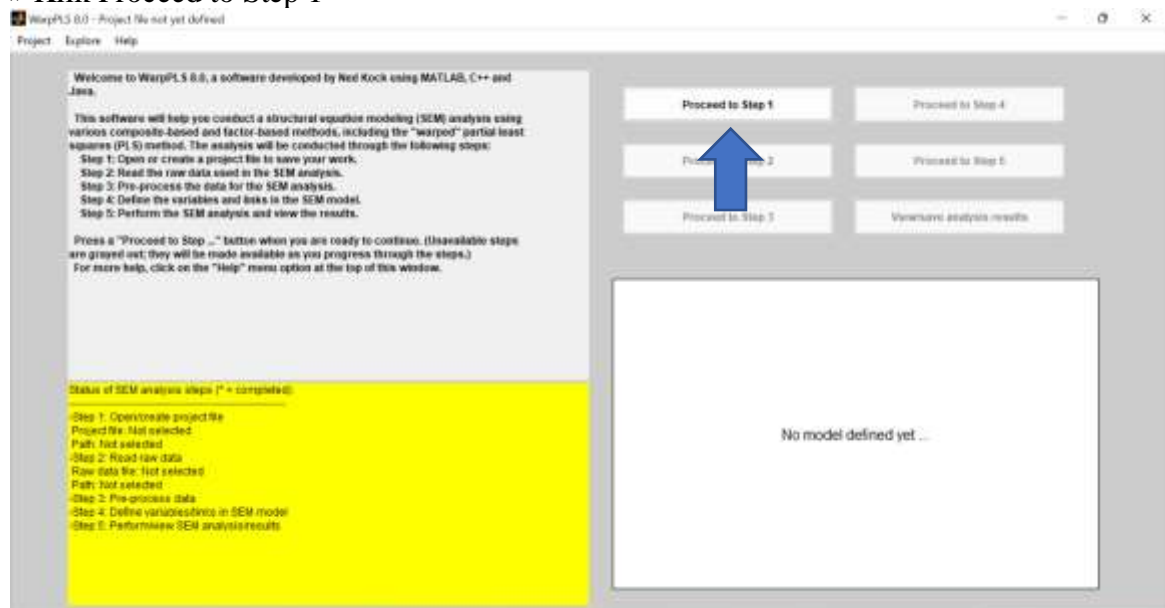 Klik Proceed to Step 1
WarpPLS 8.0 - Project file not yet defined
Project Explore Help
Welcome to WarpPLS 8.0, a software developed by Ned Kock using MATLAB, C++ and
Java.
This software will help you conduct a structural equation modeling (SEM) analysis using
various composite-based and factor-based methods, including the "warped" partial least
squares (PLS) method. The analysis will be conducted through the following steps:
Step 1: Open or create a project file to save your work.
Step 2: Read the raw data used in the SEM analysis.
Step 3: Pre-process the data for the SEM analysis.
Step 4: Define the variables and links in the SEM model.
Step 5: Perform the SEM analysis and view the results.
Press a "Proceed to Step ..." button when you are ready to continue. (Unavailable steps
are grayed out; they will be made available as you progress through the steps.)
For more help, click on the "Help" menu option at the top of this window.
Status of SEM analysis steps (* = completed):
-Step 1: Open/create project file
Project file: Not selected
Path: Not selected
-Step 2: Read raw data
Raw data file: Not selected
Path: Not selected
-Step 3: Pre-process data
-Step 4: Define variables/links in SEM model
-Step 5: Perform/view SEM analysis/results
Proceed to Step 1
Proceed to Step 4
2
Proceed to Step 5
Proceed to Step 3
View/save analysis results
No model defined yet ...